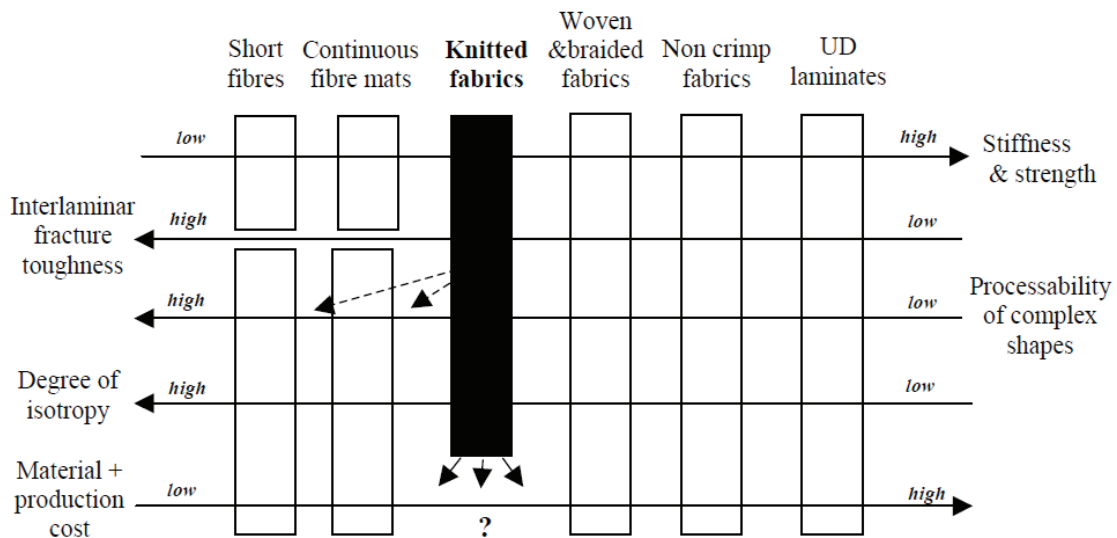 Short
fibres
Continuous
fibre mats
Knitted
fabrics
Woven
&braided
fabrics
Non crimp
fabrics
UD
laminates
low
high
Stiffness
& strength
Interlaminar
fracture
toughness
high
low
high
low
Processability
of complex
shapes
Degree of
isotropy
high
low
Material +
production
cost
low
high
?